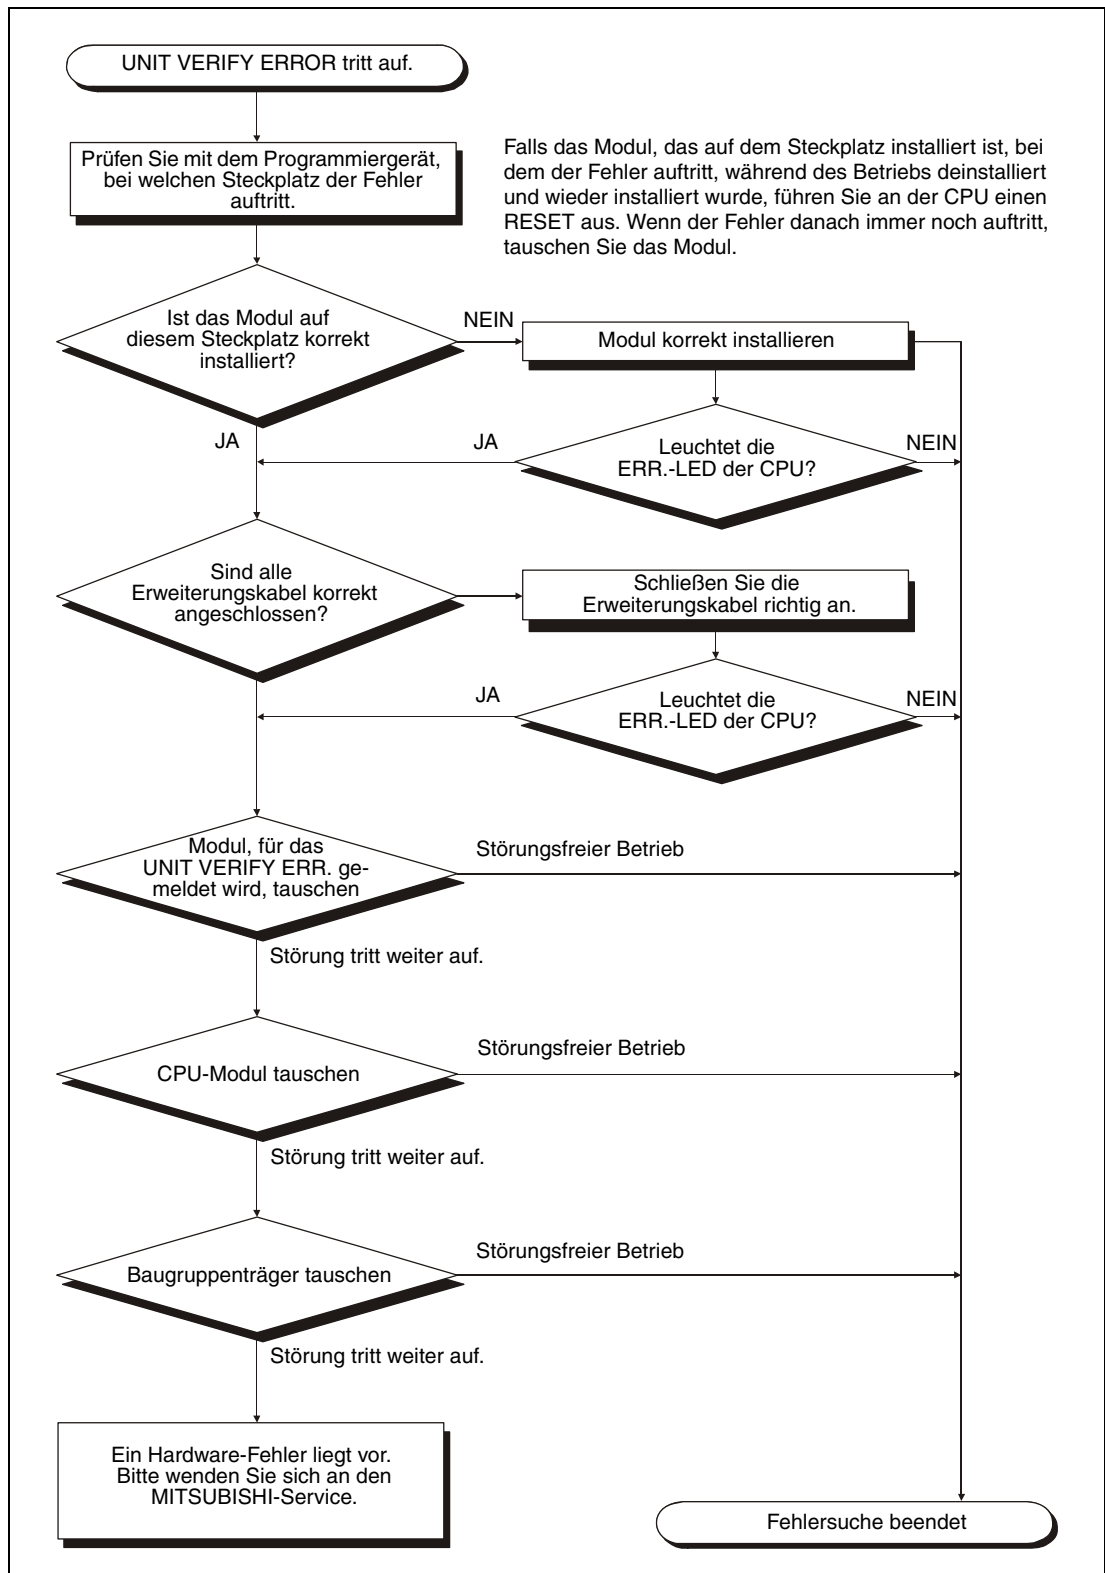 UNIT VERIFY ERROR tritt auf.
Prüfen Sie mit dem Programmiergerät,
bei welchen Steckplatz der Fehler
auftritt.
Falls das Modul, das auf dem Steckplatz installiert ist, bei
dem der Fehler auftritt, während des Betriebs deinstalliert
und wieder installiert wurde, führen Sie an der CPU einen
RESET aus. Wenn der Fehler danach immer noch auftritt,
tauschen Sie das Modul.
Ist das Modul auf
diesem Steckplatz korrekt
installiert?
NEIN
Modul korrekt installieren
JA
JA
Leuchtet die
ERR.-LED der CPU?
NEIN
Sind alle
Erweiterungskabel korrekt
angeschlossen?
Schließen Sie die
Erweiterungskabel richtig an.
JA
Leuchtet die
ERR.-LED der CPU?
NEIN
Modul, für das
UNIT VERIFY ERR. ge-
meldet wird, tauschen
Störungsfreier Betrieb
Störung tritt weiter auf.
CPU-Modul tauschen
Störungsfreier Betrieb
Störung tritt weiter auf.
Baugruppenträger tauschen
Störungsfreier Betrieb
Störung tritt weiter auf.
Ein Hardware-Fehler liegt vor.
Bitte wenden Sie sich an den
MITSUBISHI-Service.
Fehlersuche beendet